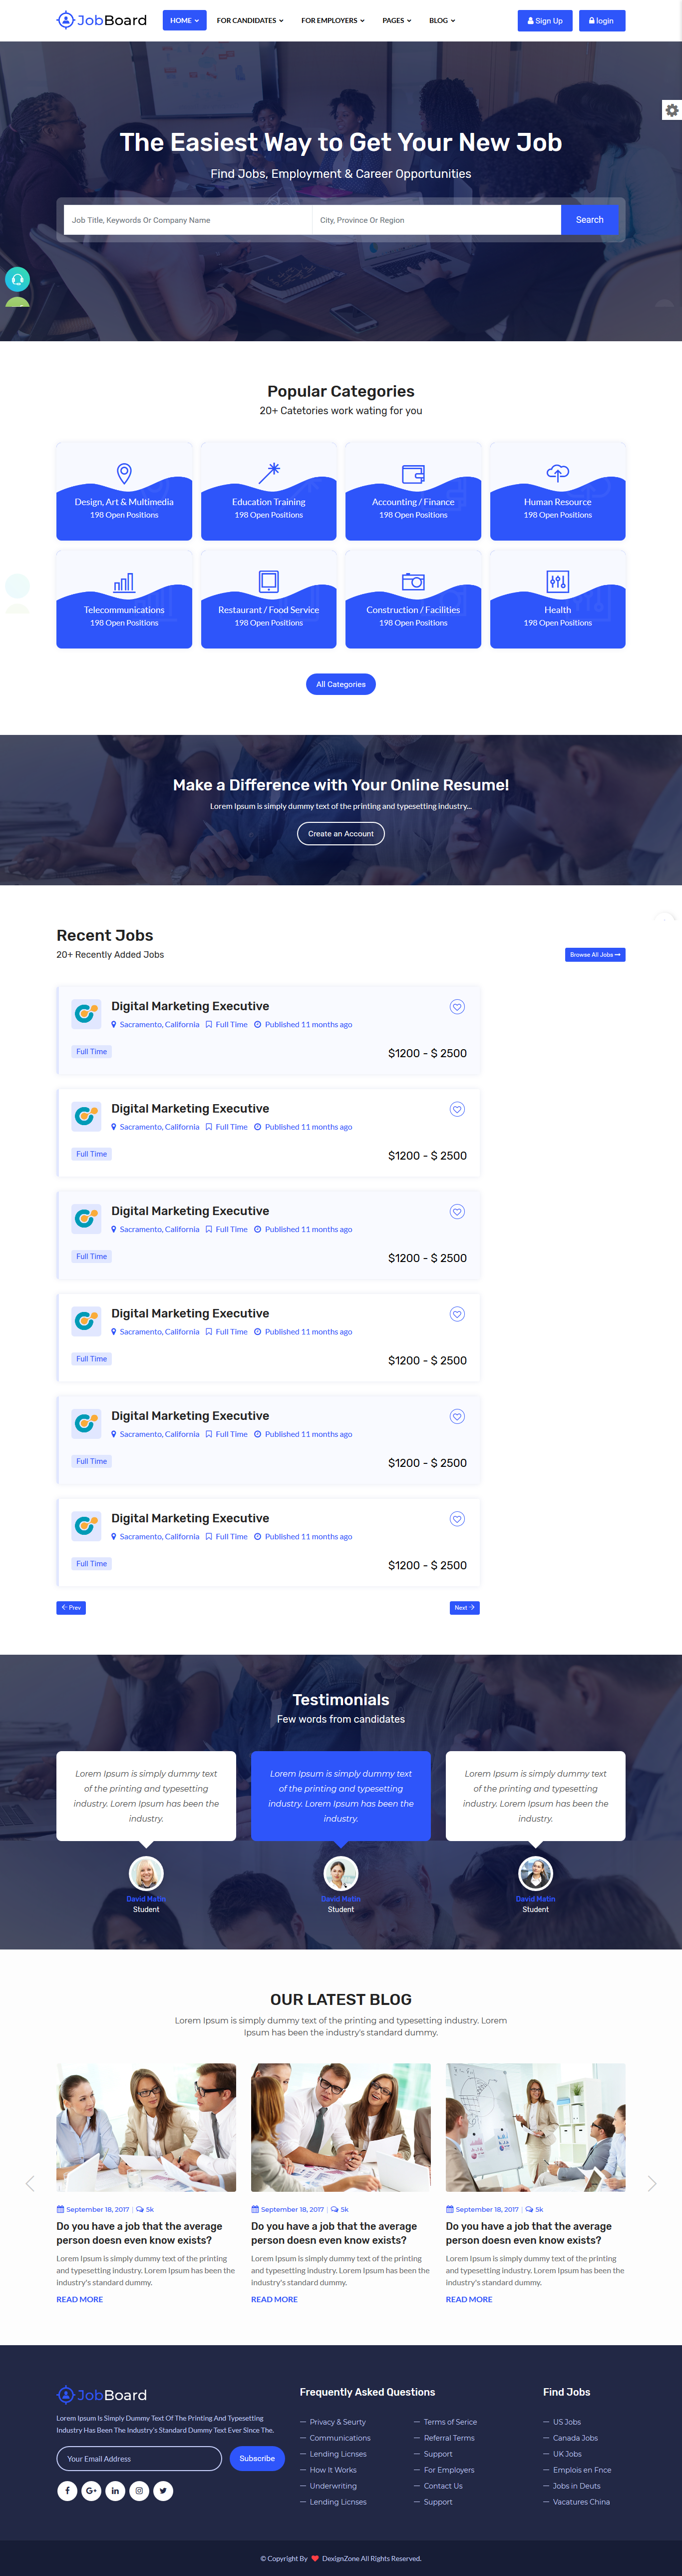 JobBoard
HOME FOR CANDIDATES FOR EMPLOYERS PAGES BLOG
Sign Up login
The Easiest Way to Get Your New Job
Find Jobs, Employment & Career Opportunities
Job Title, Keywords Or Company Name
City, Province Or Region
Search
Popular Categories
20+ Catetories work wating for you
Design, Art & Multimedia
198 Open Positions
Education Training
198 Open Positions
Accounting / Finance
198 Open Positions
Human Resource
198 Open Positions
Telecommunications
198 Open Positions
Restaurant / Food Service
198 Open Positions
Construction / Facilities
198 Open Positions
Health
198 Open Positions
All Categories
Make a Difference with Your Online Resume!
Lorem Ipsum is simply dummy text of the printing and typesetting industry...
Create an Account
Recent Jobs
20+ Recently Added Jobs
Browse All Jobs
Digital Marketing Executive
Sacramento, California Full Time Published 11 months ago
Full Time
$1200 - $ 2500
Digital Marketing Executive
Sacramento, California Full Time Published 11 months ago
Full Time
$1200 - $ 2500
Digital Marketing Executive
Sacramento, California Full Time Published 11 months ago
Full Time
$1200 - $ 2500
Digital Marketing Executive
Sacramento, California Full Time Published 11 months ago
Full Time
$1200 - $ 2500
Digital Marketing Executive
Sacramento, California Full Time Published 11 months ago
Full Time
$1200 - $ 2500
Digital Marketing Executive
Sacramento, California Full Time Published 11 months ago
Full Time
$1200 - $ 2500
Prev
Next
Testimonials
Few words from candidates
Lorem Ipsum is simply dummy text
of the printing and typesetting
industry. Lorem Ipsum has been the
industry.
David Matin
Student
Lorem Ipsum is simply dummy text
of the printing and typesetting
industry. Lorem Ipsum has been the
industry.
David Matin
Student
Lorem Ipsum is simply dummy text
of the printing and typesetting
industry. Lorem Ipsum has been the
industry.
David Matin
Student
OUR LATEST BLOG
Lorem Ipsum is simply dummy text of the printing and typesetting industry. Lorem
Ipsum has been the industry's standard dummy.
September 18, 2017 | 5k
Do you have a job that the average
person doesn even know exists?
Lorem Ipsum is simply dummy text of the printing
and typesetting industry. Lorem Ipsum has been the
industry's standard dummy.
READ MORE
September 18, 2017 | 5k
Do you have a job that the average
person doesn even know exists?
Lorem Ipsum is simply dummy text of the printing
and typesetting industry. Lorem Ipsum has been the
industry's standard dummy.
READ MORE
September 18, 2017 | 5k
Do you have a job that the average
person doesn even know exists?
Lorem Ipsum is simply dummy text of the printing
and typesetting industry. Lorem Ipsum has been the
industry's standard dummy.
READ MORE
JobBoard
Lorem Ipsum Is Simply Dummy Text Of The Printing And Typesetting
Industry Has Been The Industry's Standard Dummy Text Ever Since The.
Your Email Address
Subscribe
Frequently Asked Questions
Privacy & Seurty
Communications
Lending Licnses
How It Works
Underwriting
Lending Licnses
Terms of Serice
Referral Terms
Support
For Employers
Contact Us
Support
Find Jobs
US Jobs
Canada Jobs
UK Jobs
Emplois en Fnce
Jobs in Deuts
Vacatures China
© Copyright By ❤ DexignZone All Rights Reserved.